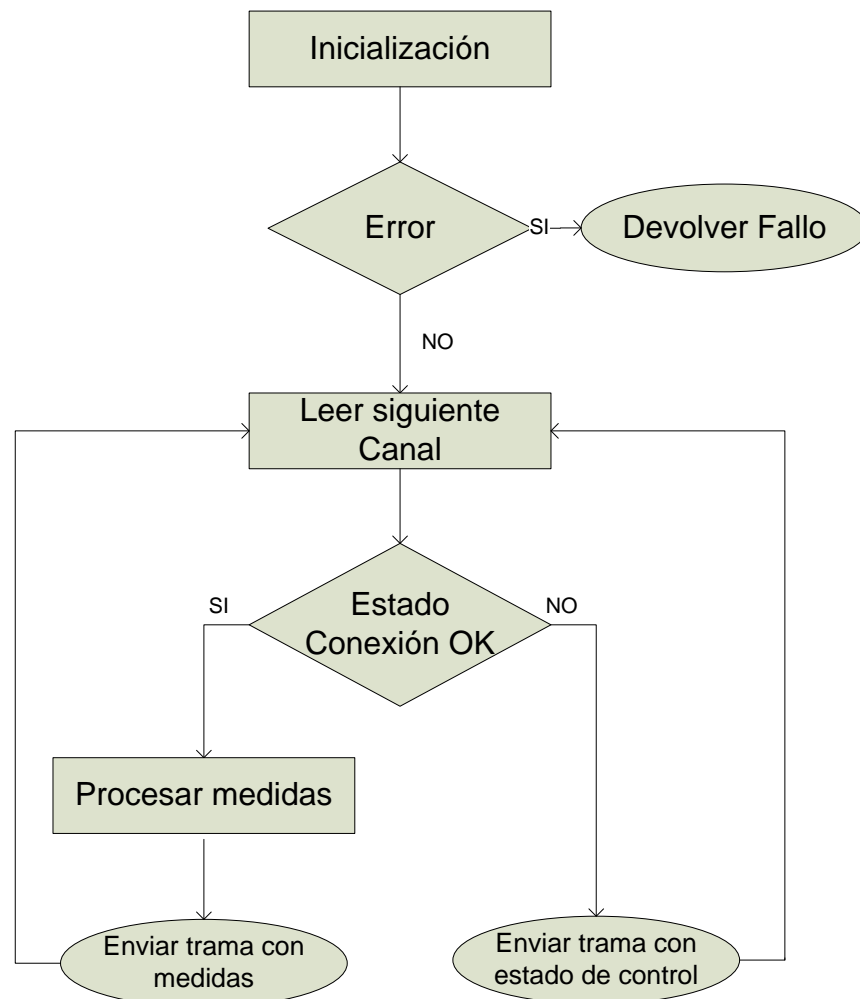 Inicialización
Error
SI
Devolver Fallo
NO
Leer siguiente
Canal
SI
Estado
Conexión OK
NO
Procesar medidas
Enviar trama con
medidas
Enviar trama con
estado de control